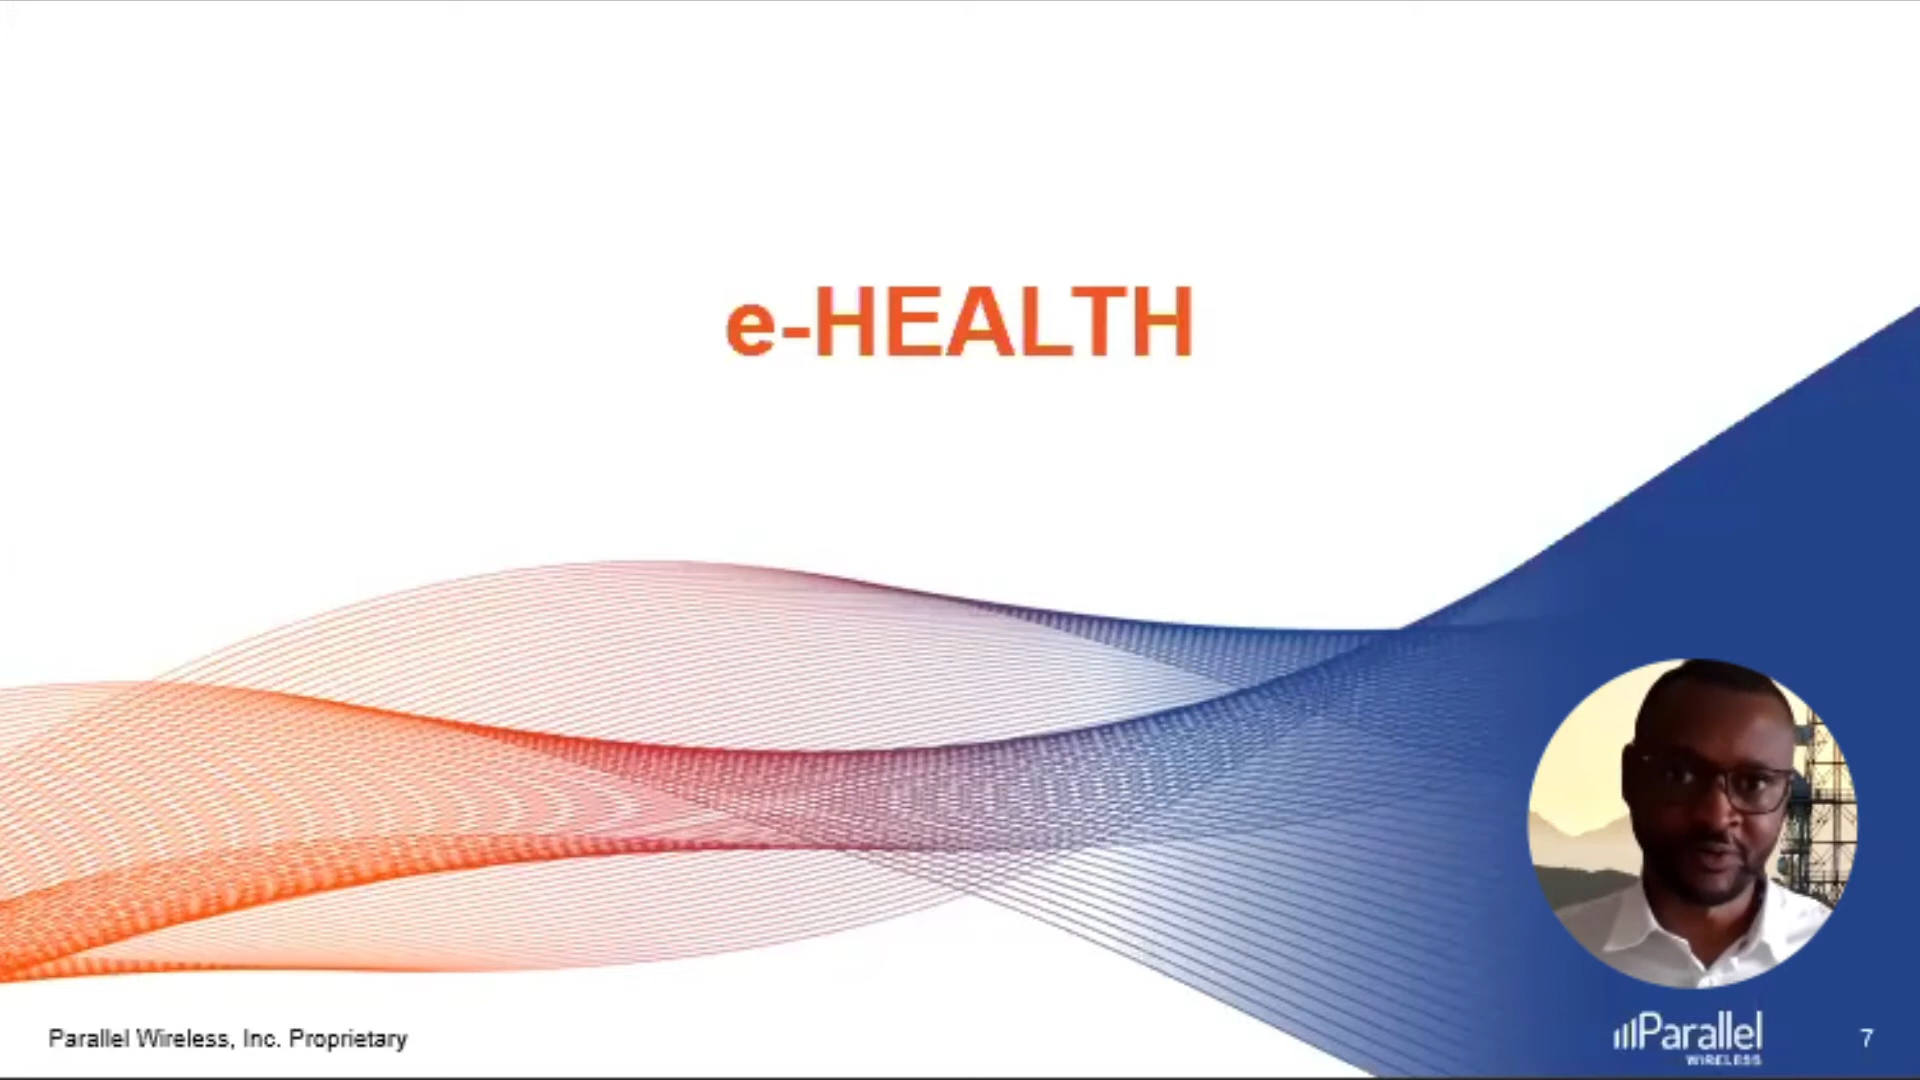 e-HEALTH
Parallel Wireless, Inc. Proprietary
Parallel
WIRELESS
7